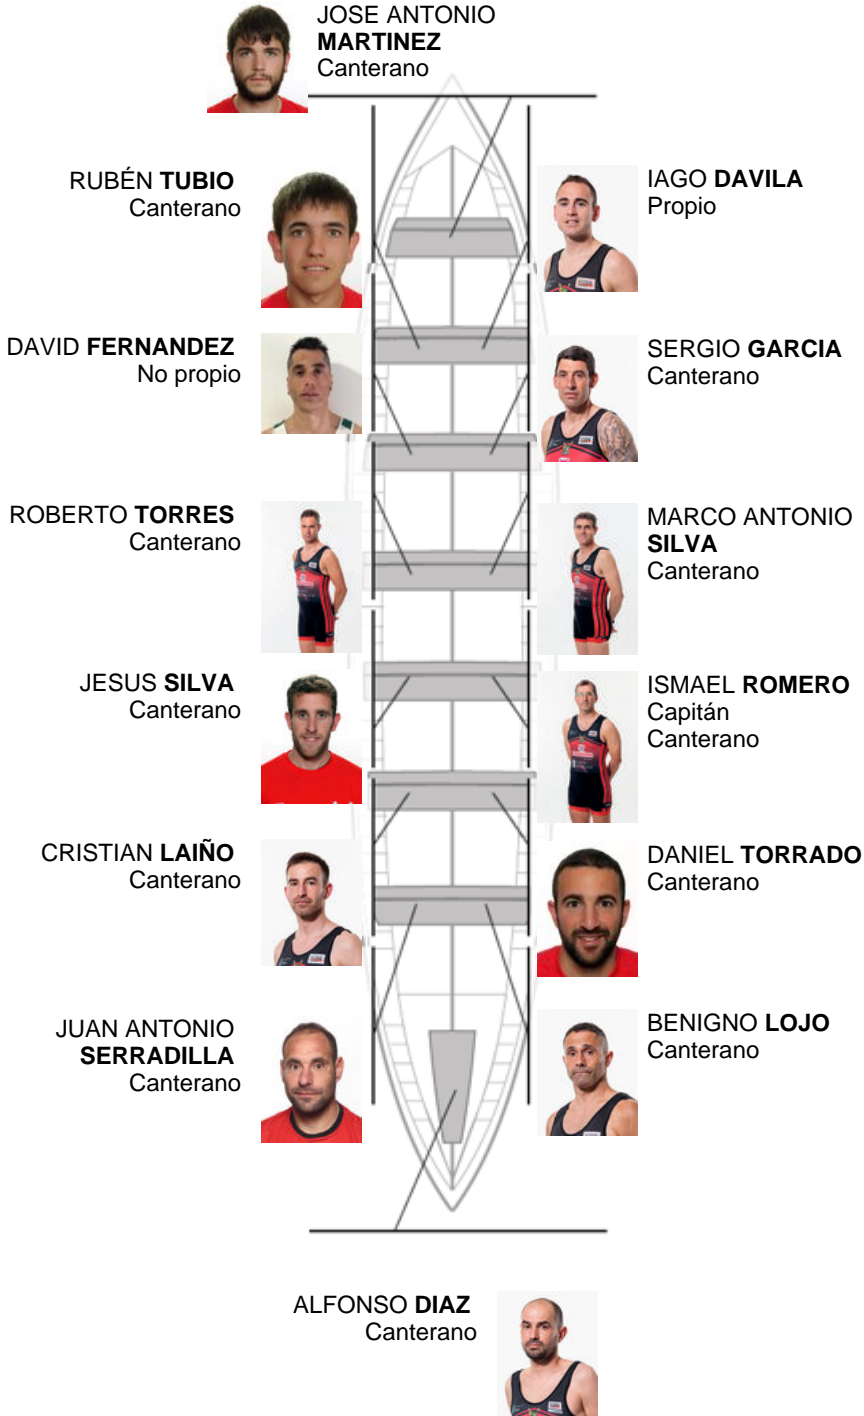 JOSE ANTONIO
MARTINEZ
Canterano
RUBÉN TUBIO
Canterano
IAGO DAVILA
Propio
DAVID FERNANDEZ
No propio
SERGIO GARCIA
Canterano
ROBERTO TORRES
Canterano
MARCO ANTONIO
SILVA
Canterano
JESUS SILVA
Canterano
ISMAEL ROMERO
Capitán
Canterano
CRISTIAN LAIÑO
Canterano
DANIEL TORRADO
Canterano
JUAN ANTONIO
SERRADILLA
Canterano
BENIGNO LOJO
Canterano
ALFONSO DIAZ
Canterano